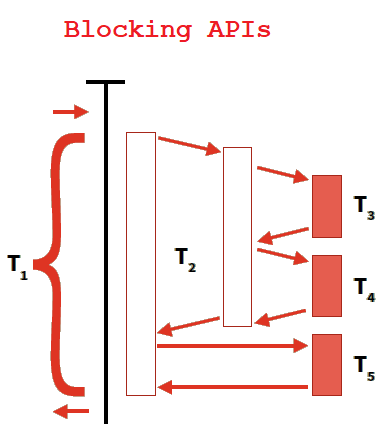 Blocking APIs
T3
T2
T1
T4
T5